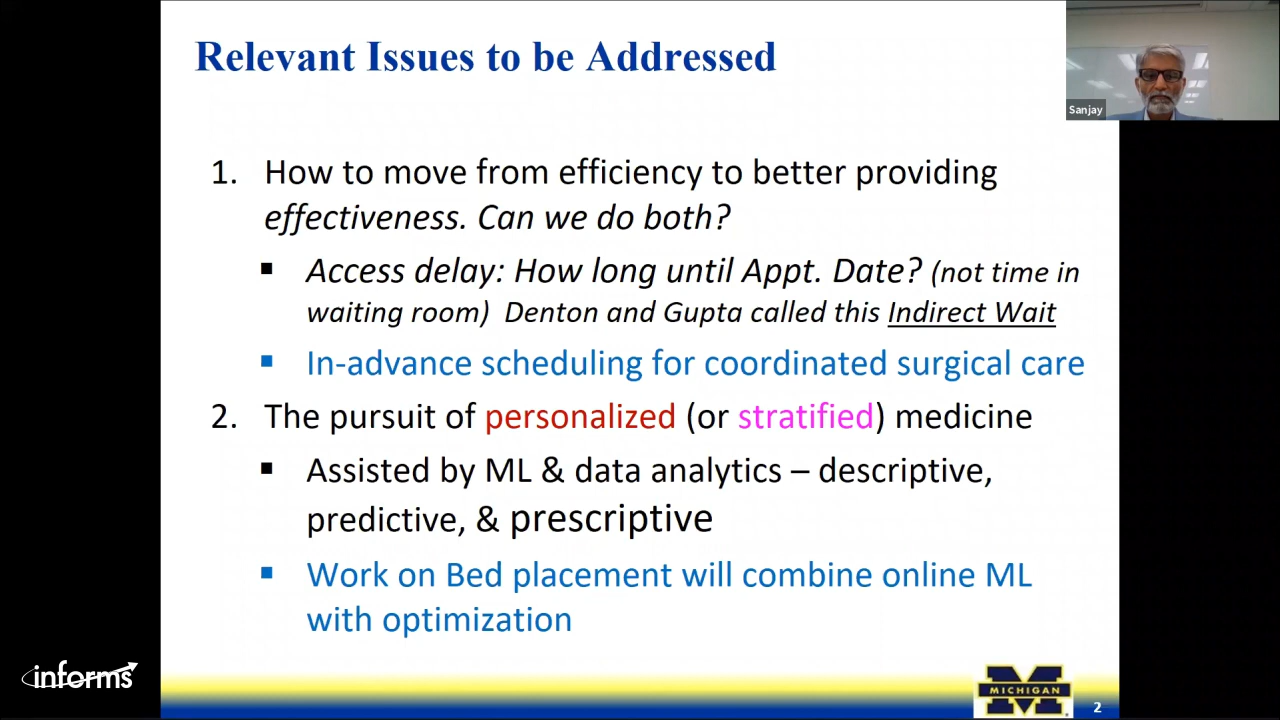 Relevant Issues to be Addressed
Sanjay
1. How to move from efficiency to better providing
effectiveness. Can we do both?
▪ Access delay: How long until Appt. Date? (not time in
waiting room) Denton and Gupta called this Indirect Wait
▪ In-advance scheduling for coordinated surgical care
2. The pursuit of personalized (or stratified) medicine
▪ Assisted by ML & data analytics – descriptive,
predictive, & prescriptive
▪ Work on Bed placement will combine online ML
with optimization
informs
MICHIGAN
2